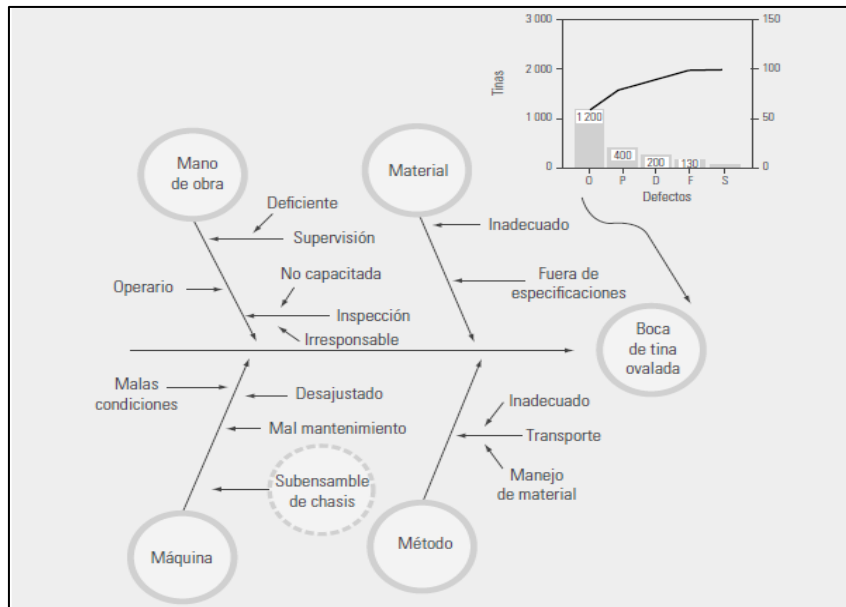 3 000
2 000
1 000
0
150
100
50
0
Tinas
1 200
400
200
130
O
P
D
F
S
Defectos
Mano
de obra
Material
Deficiente
Supervisión
Operario
No capacitada
Inspección
Irresponsable
Inadecuado
Fuera de
especificaciones
Boca
de tina
ovalada
Malas
condiciones
Desajustado
Mal mantenimiento
Subensamble
de chasis
Máquina
Inadecuado
Transporte
Manejo
de material
Método